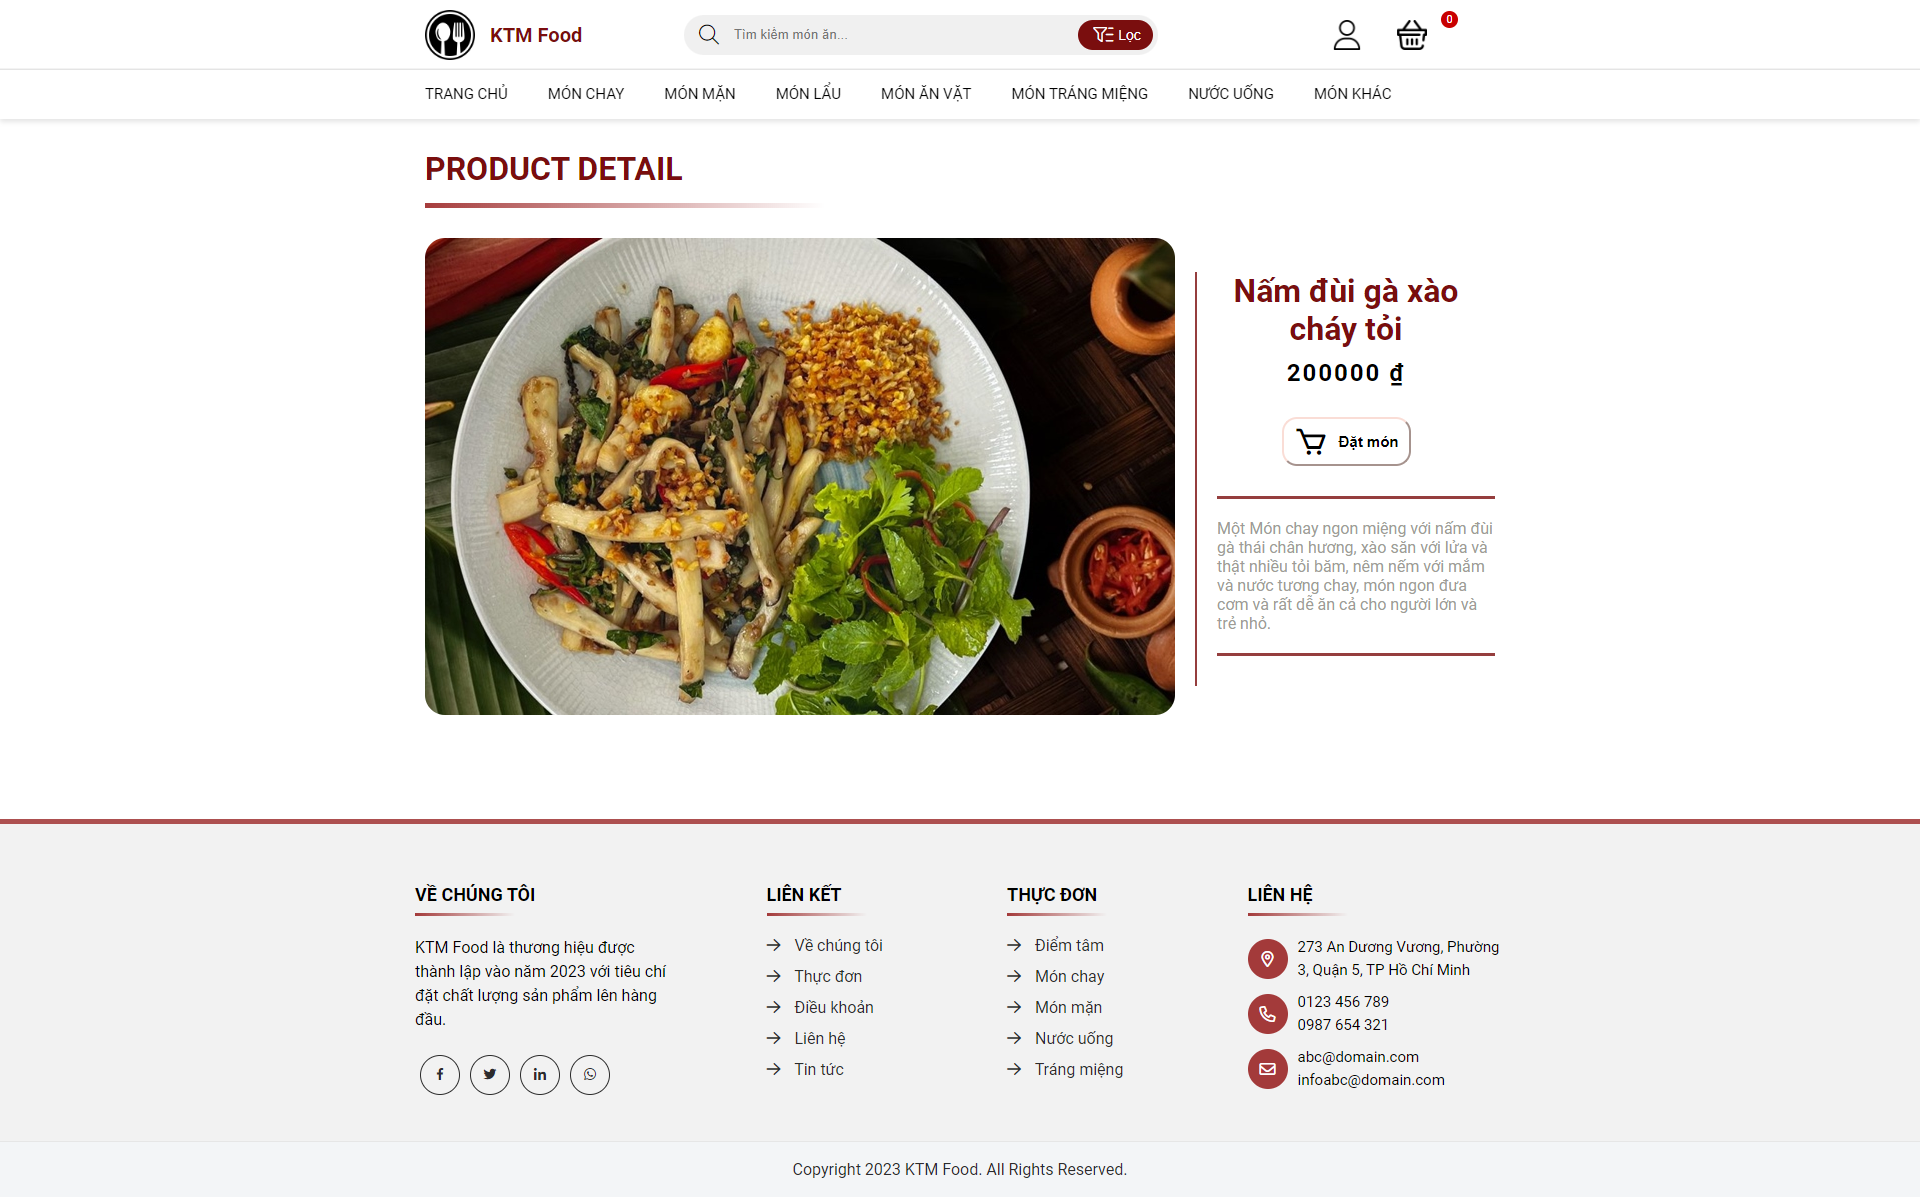 KTM Food
Tìm kiếm món ăn...
Lọc
0
TRANG CHỦ
MÓN CHAY
MÓN MẶN
MÓN LẨU
MÓN ĂN VẶT
MÓN TRÁNG MIỆNG
NƯỚC UỐNG
MÓN KHÁC
PRODUCT DETAIL
Nấm đùi gà xào
cháy tỏi
200000 ₫
Đặt món
Một Món chay ngon miệng với nấm đùi
gà thái chân hương, xào săn với lửa và
thật nhiều tỏi băm, nêm nếm với mắm
và nước tương chay, món ngon đưa
cơm và rất dễ ăn cả cho người lớn và
trẻ nhỏ.
VỀ CHÚNG TÔI
KTM Food là thương hiệu được
thành lập vào năm 2023 với tiêu chí
đặt chất lượng sản phẩm lên hàng
đầu.
LIÊN KẾT
Về chúng tôi
Thực đơn
Điều khoản
Liên hệ
Tin tức
THỰC ĐƠN
Điểm tâm
Món chay
Món mặn
Nước uống
Tráng miệng
LIÊN HỆ
273 An Dương Vương, Phường
3, Quận 5, TP Hồ Chí Minh
0123 456 789
0987 654 321
abc@domain.com
infoabc@domain.com
Copyright 2023 KTM Food. All Rights Reserved.